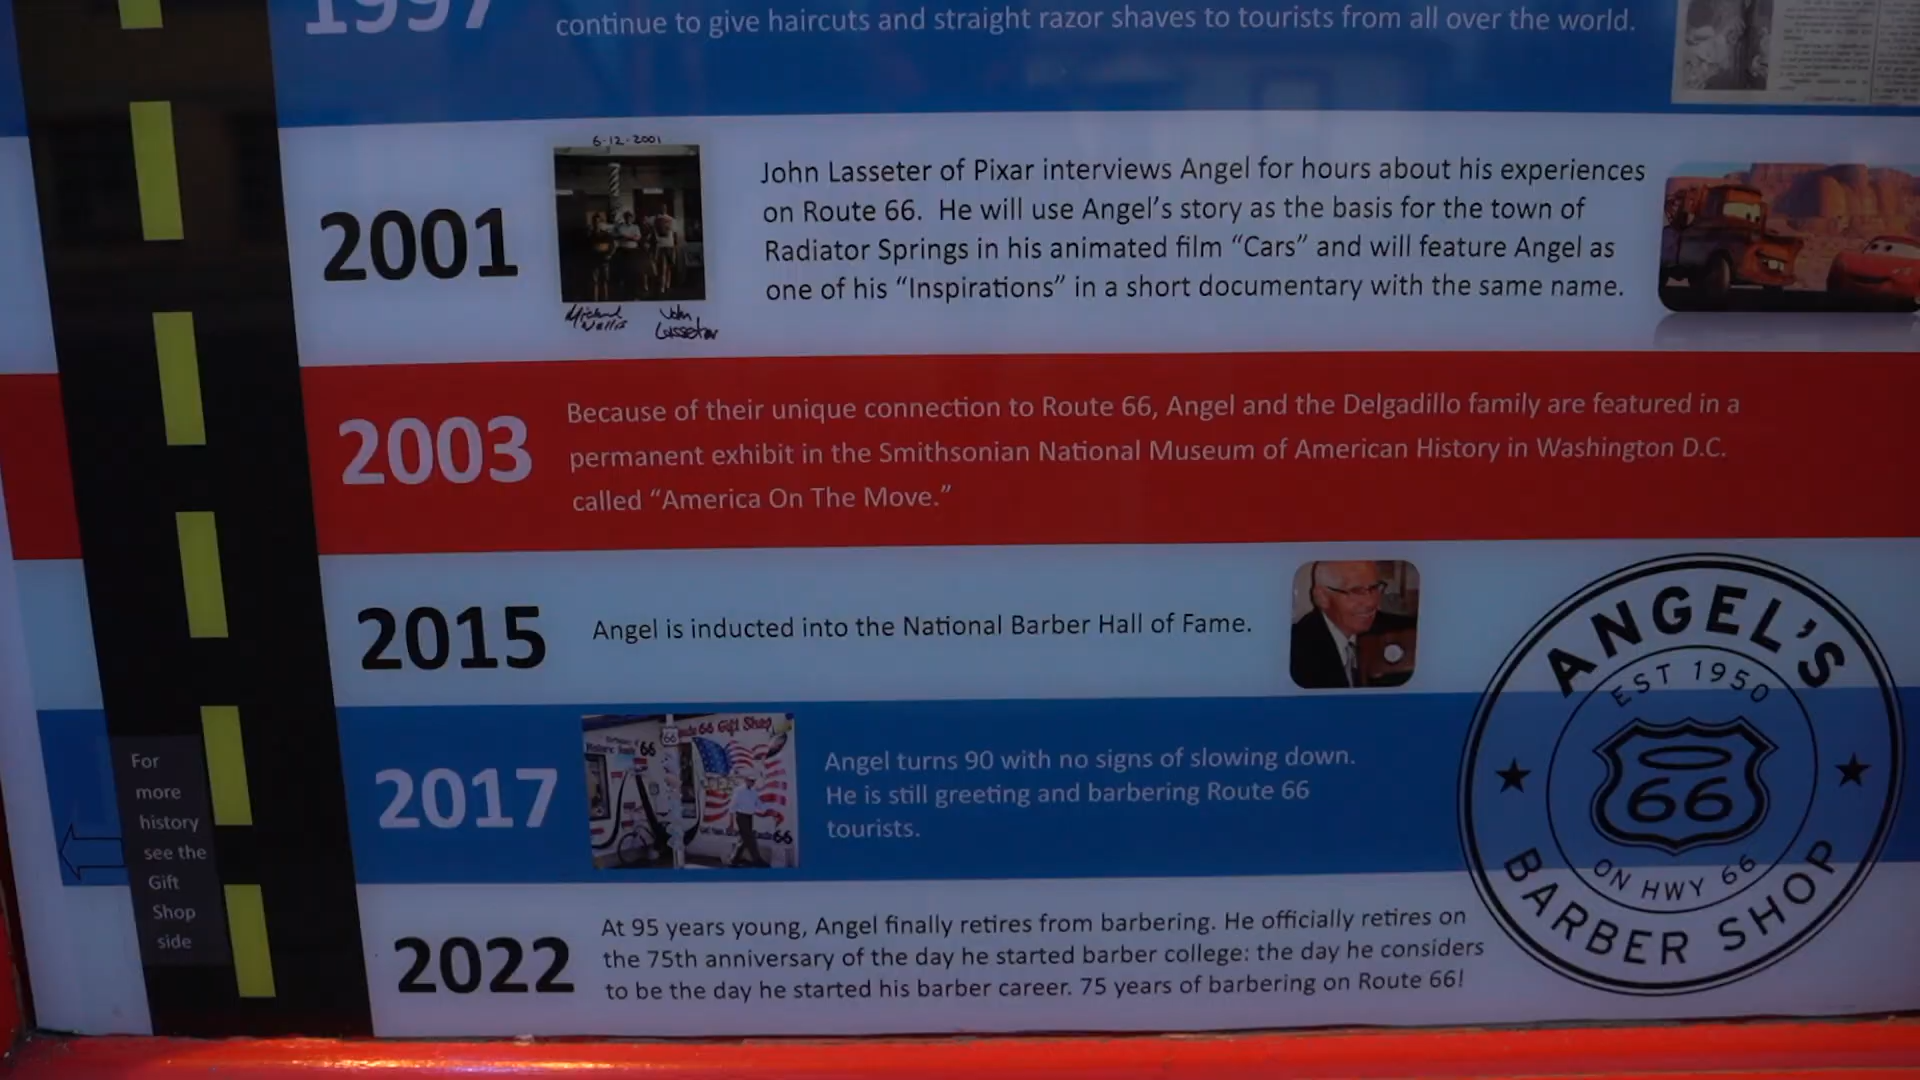 1997
continue to give haircuts and straight razor shaves to tourists from all over the world.
6-12-2001
2001
John Lasseter of Pixar interviews Angel for hours about his experiences
on Route 66. He will use Angel's story as the basis for the town of
Radiator Springs in his animated film “Cars” and will feature Angel as
one of his “Inspirations” in a short documentary with the same name.
Michael
Wallis
John
Lasseter
2003
Because of their unique connection to Route 66, Angel and the Delgadillo family are featured in a
permanent exhibit in the Smithsonian National Museum of American History in Washington D.C.
called “America On The Move.”
2015
Angel is inducted into the National Barber Hall of Fame.
2017
66 Gift Shop
66
66
66
Angel turns 90 with no signs of slowing down.
He is still greeting and barbering Route 66
tourists.
2022
At 95 years young, Angel finally retires from barbering. He officially retires on
the 75th anniversary of the day he started barber college: the day he considers
to be the day he started his barber career. 75 years of barbering on Route 66!
ANGEL'S
EST 1950
66
ON HWY 66
BARBER SHOP
For
more
history
see the
Gift
Shop
side